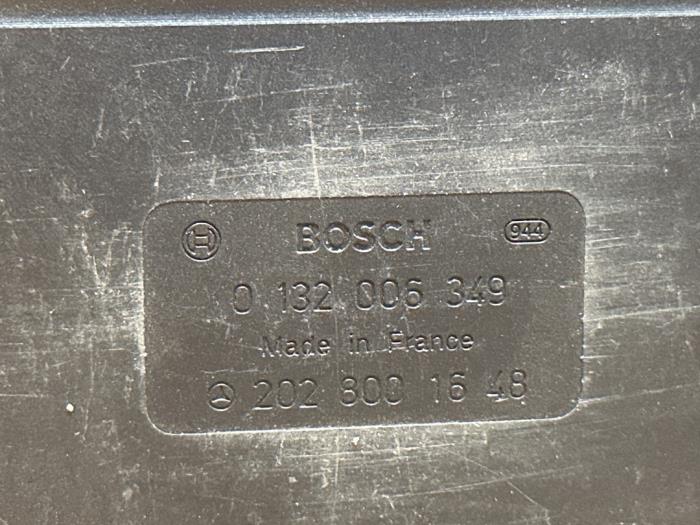 BOSCH 944
0 132 006 349
Made in France
202 800 16 48